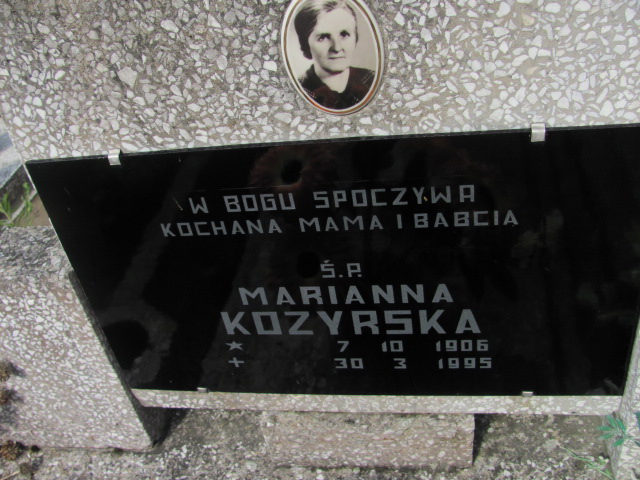 W BOGU SPOCZYWA
KOCHANA MAMA I BABCIA
Ś.P.
MARIANNA
KOZYRSKA
* 7 10 1906
+ 30 3 1995